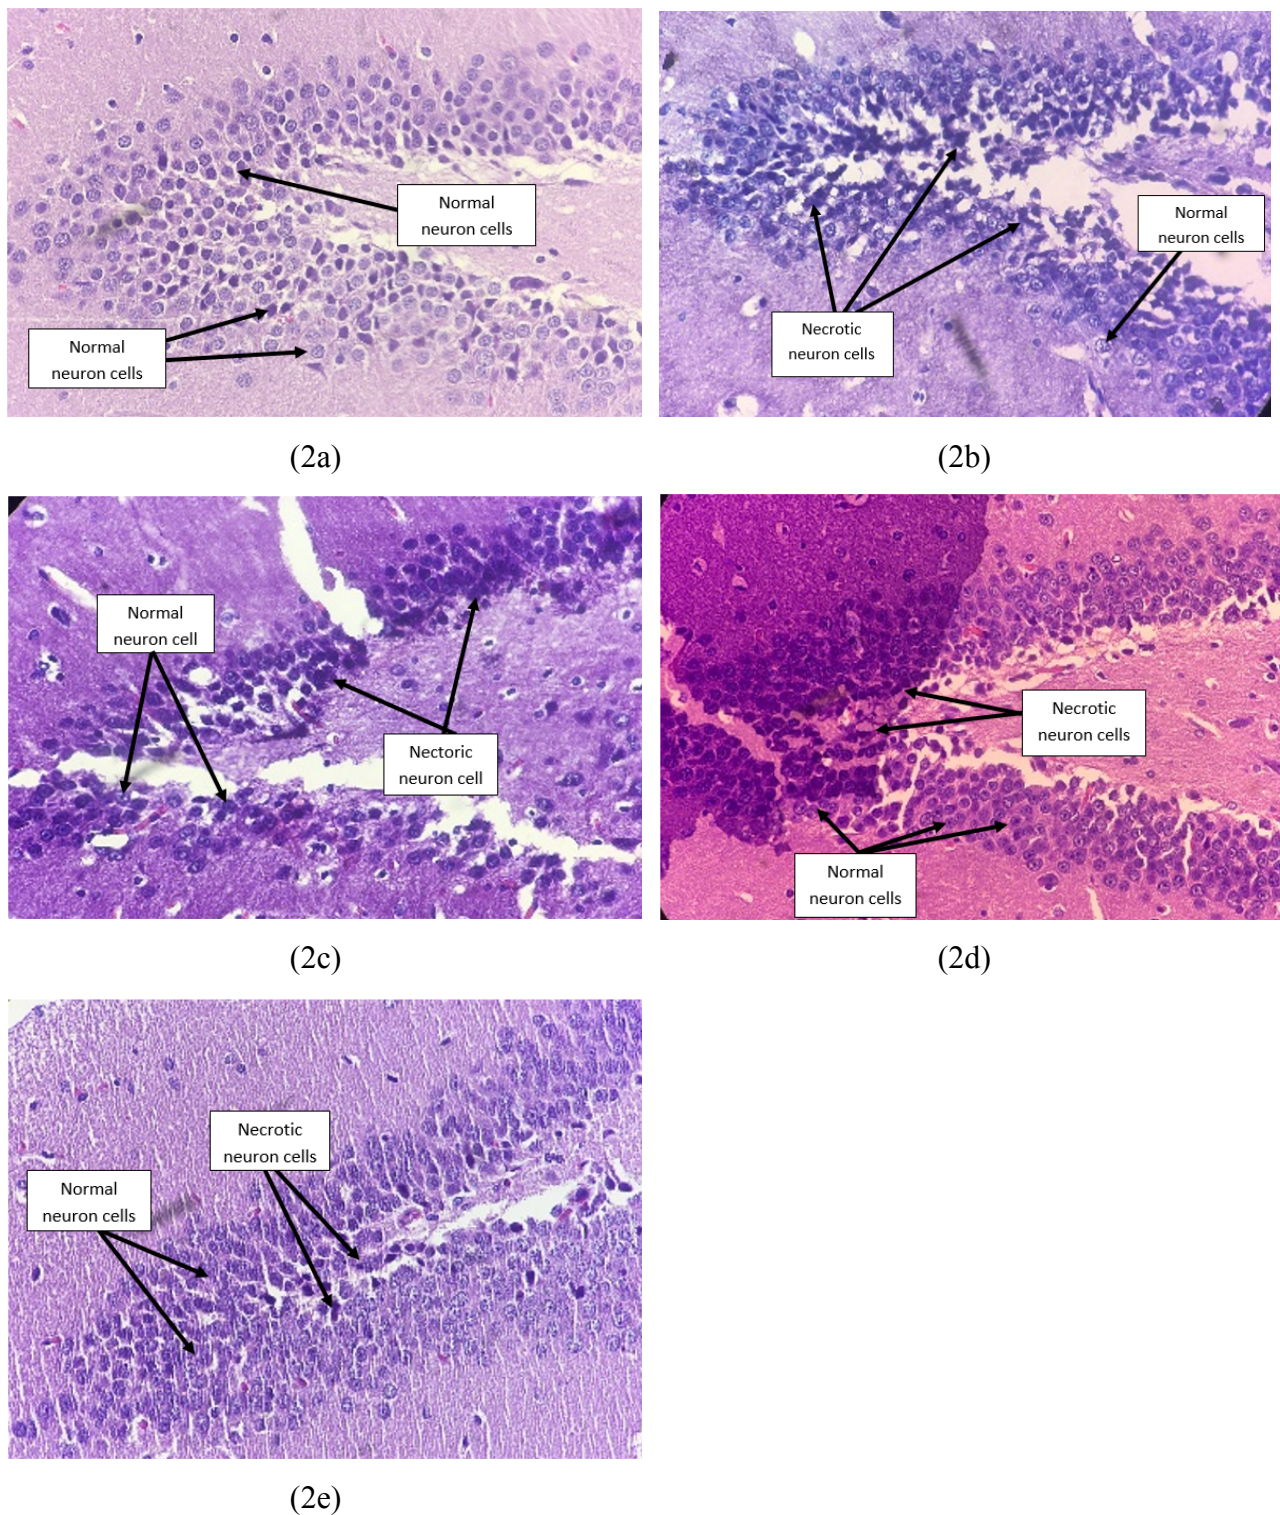 Normal
neuron cells
Normal
neuron cells
(2a)
Normal
neuron cells
Necrotic
neuron cells
(2b)
Normal
neuron cell
Nectoric
neuron cell
(2c)
Necrotic
neuron cells
Normal
neuron cells
(2d)
Necrotic
neuron cells
Normal
neuron cells
(2e)